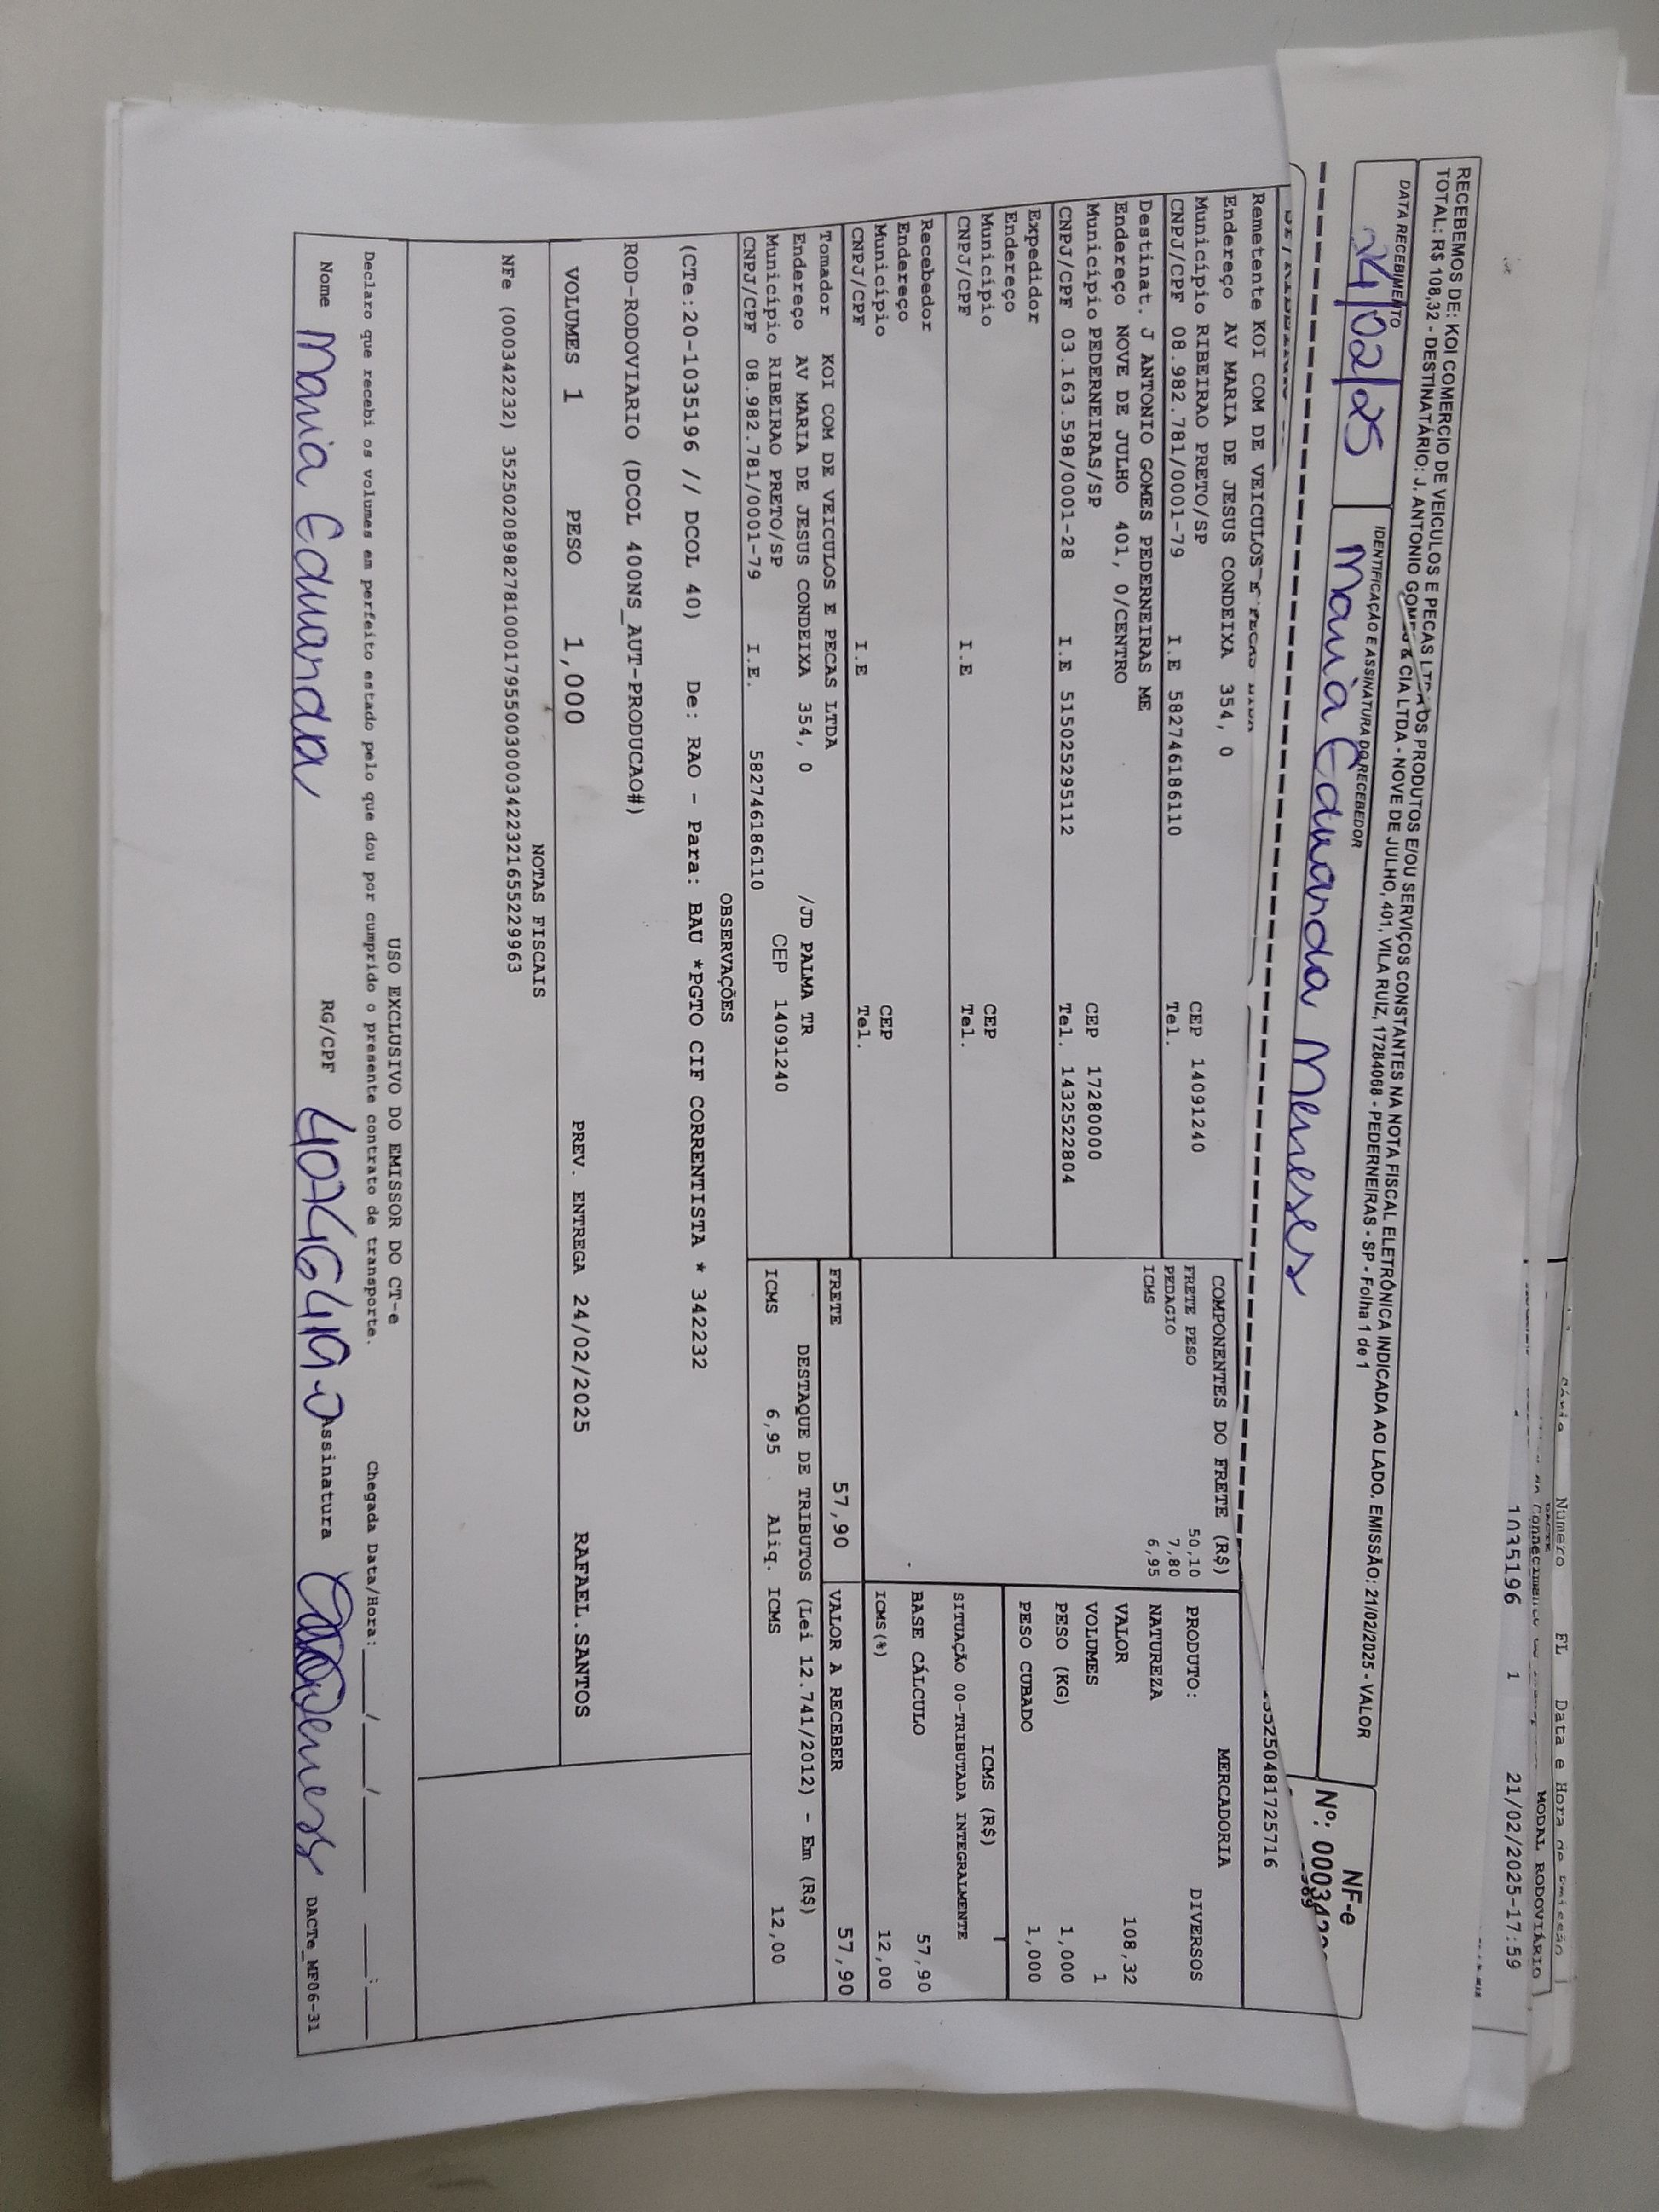 Número FL Data e Hora de Emissão
MODAL RODOVIÁRIO
1035196 1 21/02/2025-17:59
RECEBEMOS DE: KOI COMERCIO DE VEICULOS E PECAS LTDA OS PRODUTOS E/OU SERVIÇOS CONSTANTES NA NOTA FISCAL ELETRÔNICA INDICADA AO LADO. EMISSÃO: 21/02/2025 - VALOR
TOTAL: R$ 108,32 - DESTINATÁRIO: J. ANTONIO GOMES & CIA LTDA - NOVE DE JULHO, 401, VILA RUIZ, 17284068 - PEDERNEIRAS - SP - Folha 1 de 1
NF-e
DATA RECEBIMENTO IDENTIFICAÇÃO E ASSINATURA DO RECEBEDOR
24/02/25 Maria Eduarda Meneses
Remetente KOI COM DE VEICULOS E PECAS LTDA
Endereço AV MARIA DE JESUS CONDEIXA 354, 0
Município RIBEIRAO PRETO/SP CEP 14091240
CNPJ/CPF 08.982.781/0001-79 I.E 582746186110 Tel.
Destinat. J ANTONIO GOMES PEDERNEIRAS ME
Endereço NOVE DE JULHO 401, 0/CENTRO
Município PEDERNEIRAS/SP CEP 17280000
CNPJ/CPF 03.163.598/0001-28 I.E 515025295112 Tel. 1432522804
Expedidor
Endereço
Município CEP
CNPJ/CPF I.E Tel.
Recebedor
Endereço
Município CEP
CNPJ/CPF I.E Tel.
Tomador KOI COM DE VEICULOS E PECAS LTDA
Endereço AV MARIA DE JESUS CONDEIXA 354, 0 /JD PALMA TR
Município RIBEIRAO PRETO/SP CEP 14091240
CNPJ/CPF 08.982.781/0001-79 I.E. 582746186110
COMPONENTES DO FRETE (R$)
FRETE PESO 50,10
PEDAGIO 7,80
ICMS 6,95
MERCADORIA
PRODUTO: DIVERSOS
NATUREZA
VALOR 108,32
VOLUMES 1
PESO (KG) 1,000
PESO CUBADO 1,000
ICMS (R$)
SITUAÇÃO 00-TRIBUTADA INTEGRALMENTE
BASE CÁLCULO 57,90
ICMS(%) 12,00
FRETE 57,90 VALOR A RECEBER 57,90
DESTAQUE DE TRIBUTOS (Lei 12.741/2012) - Em (R$)
ICMS 6,95 Aliq. ICMS 12,00
OBSERVAÇÕES
(CTe:20-1035196 // DCOL 40) De: RAO - Para: BAU *PGTO CIF CORRENTISTA * 342232
ROD-RODOVIARIO (DCOL 400NS_AUT-PRODUCAO#)
VOLUMES 1 PESO 1,000 PREV. ENTREGA 24/02/2025 RAFAEL.SANTOS
NOTAS FISCAIS
NFe (000342232) 35250208982781000179550030003422321655229963
USO EXCLUSIVO DO EMISSOR DO CT-e
Declaro que recebi os volumes em perfeito estado pelo que dou por cumprido o presente contrato de transporte. Chegada Data/Hora: ____/____/______ ___:___
Nome Maria Eduarda RG/CPF Assinatura DACTe_MF06-31